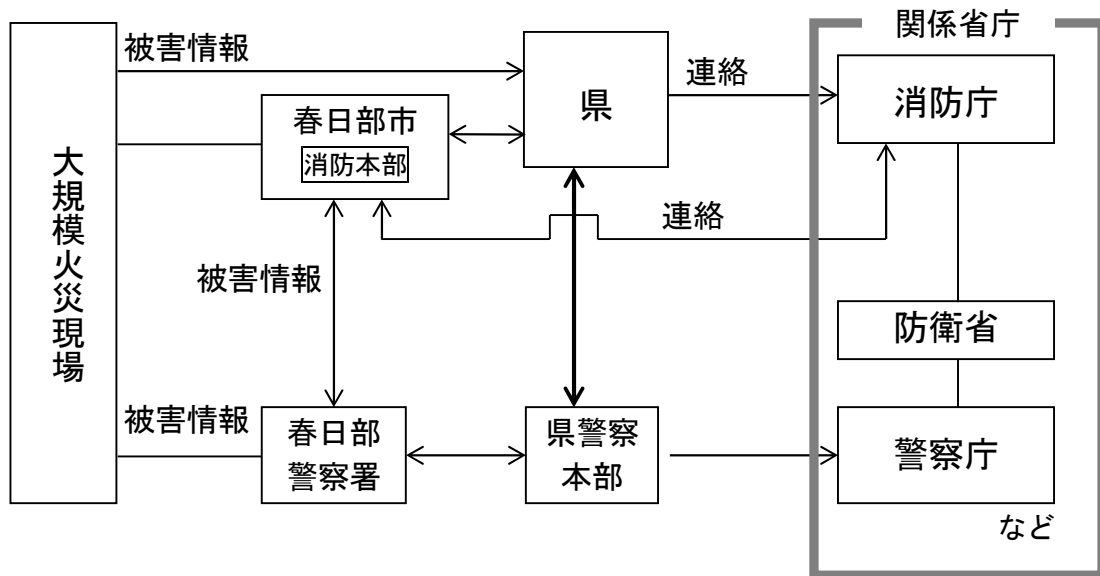 関係省庁
被害情報
県
連絡
消防庁
春日部市
消防本部
大規模火災現場
連絡
被害情報
防衛省
被害情報
春日部
警察署
県警察
本部
警察庁
など